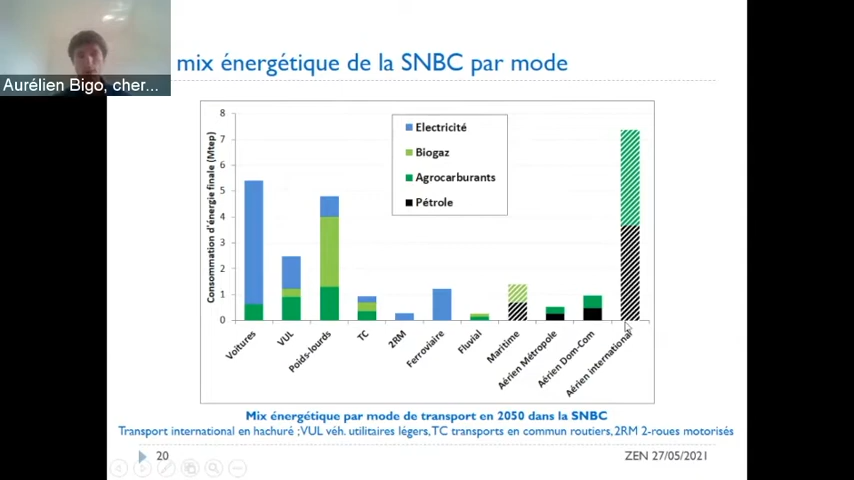 mix énergétique de la SNBC par mode
Aurélien Bigo, cher...
Consommation d'énergie finale (Mtep)
8
7
6
5
4
3
2
1
0
Electricité
Biogaz
Agrocarburants
Pétrole
Voitures
VUL
Poids-lourds
TC
2RM
Ferroviaire
Fluvial
Maritime
Aérien Métropole
Aérien Dom-Com
Aérien international
Mix énergétique par mode de transport en 2050 dans la SNBC
Transport international en hachuré ; VUL véh. utilitaires légers, TC transports en commun routiers, 2RM 2-roues motorisés
20
ZEN 27/05/2021